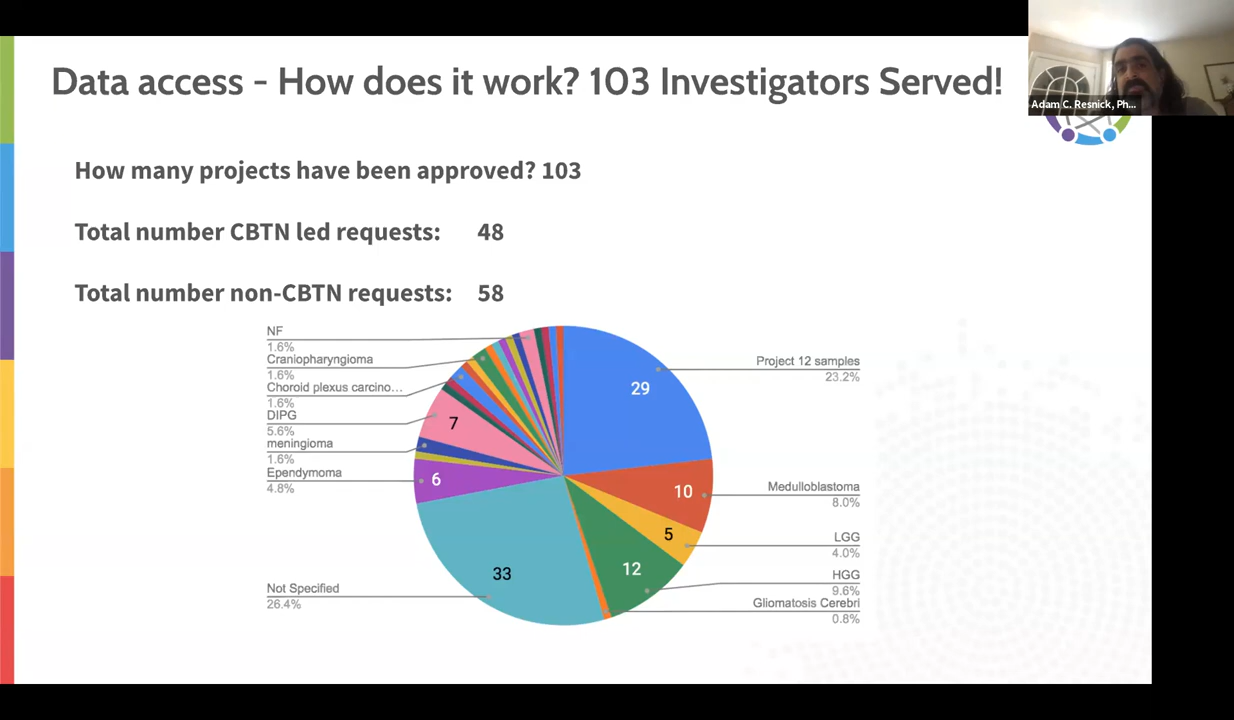 Data access - How does it work? 103 Investigators Served!
Adam C. Resnick, Ph...
How many projects have been approved? 103
Total number CBTN led requests: 48
Total number non-CBTN requests: 58
NF
1.6%
Craniopharyngioma
1.6%
Choroid plexus carcino...
1.6%
DIPG
5.6%
meningioma
1.6%
Ependymoma
4.8%
Not Specified
26.4%
Project 12 samples
23.2%
Medulloblastoma
8.0%
LGG
4.0%
HGG
9.6%
Gliomatosis Cerebri
0.8%
29
10
5
12
33
6
7